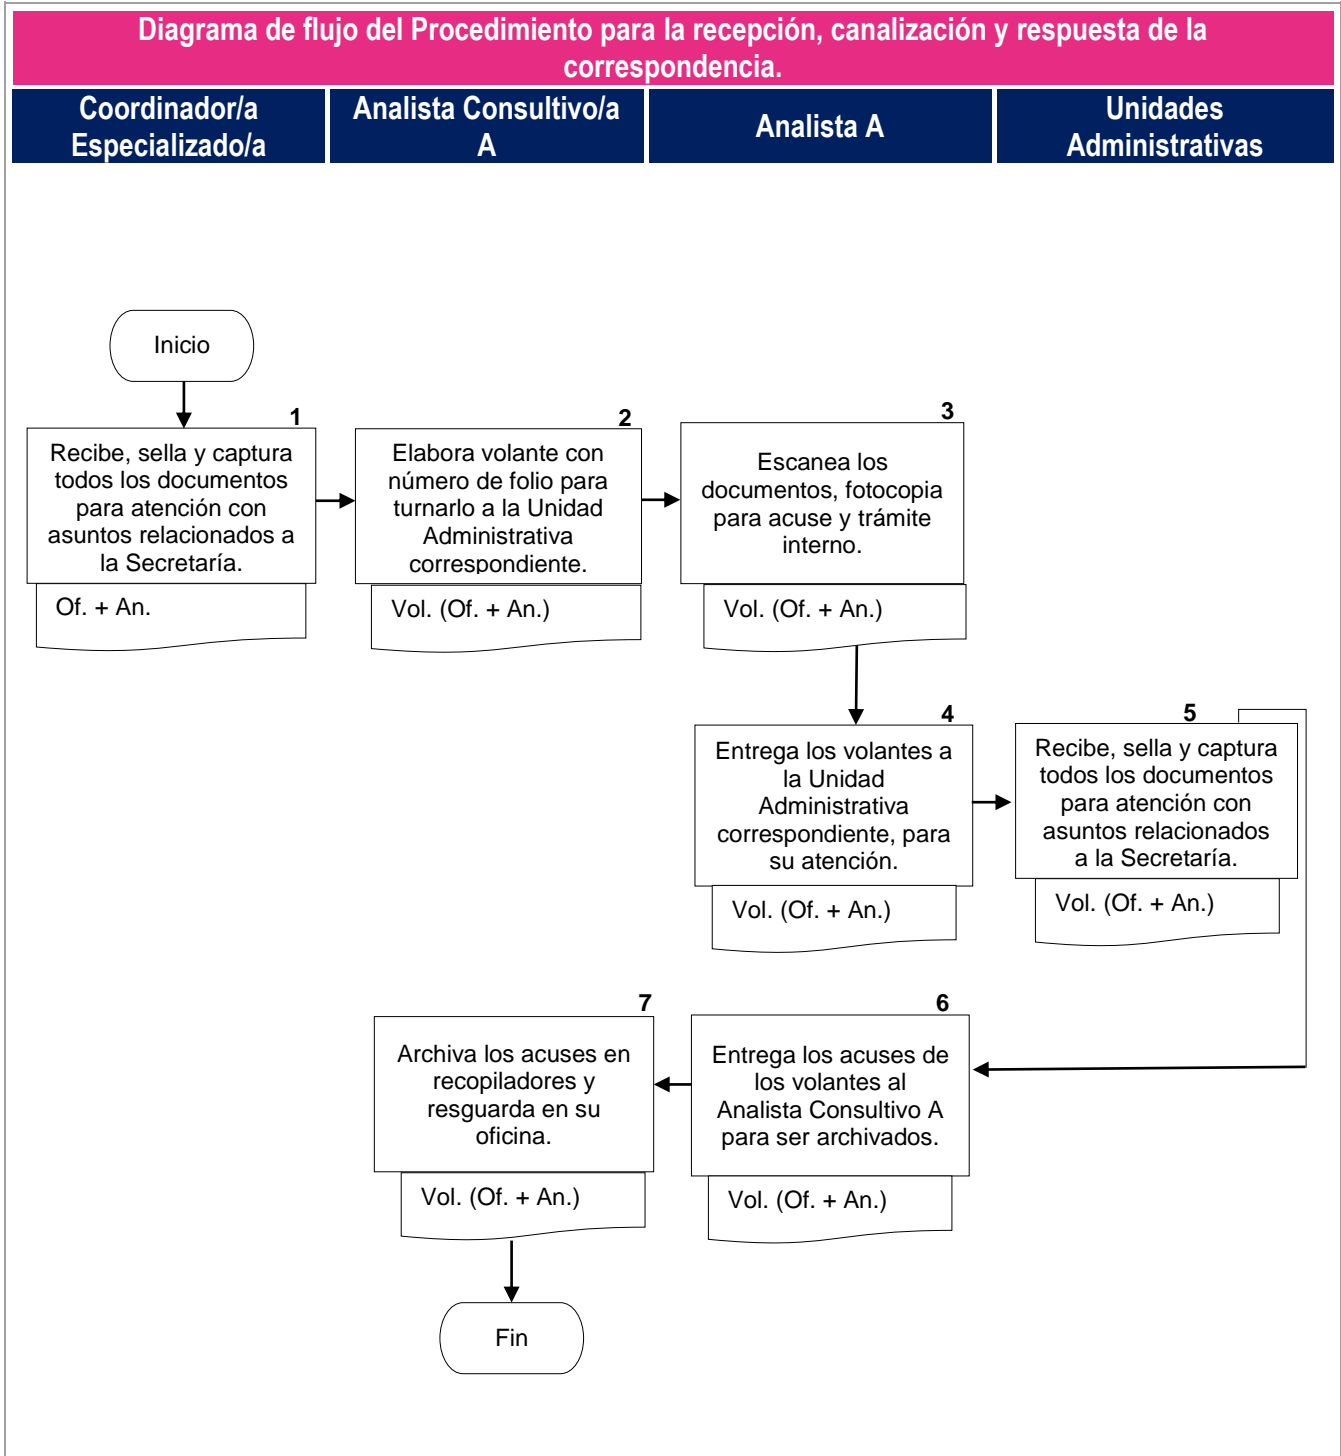 Diagrama de flujo del Procedimiento para la recepción, canalización y respuesta de la
correspondencia.
Coordinador/a
Especializado/a
Analista Consultivo/a
A
Analista A
Unidades
Administrativas
Inicio
1
Recibe, sella y captura
todos los documentos
para atención con
asuntos relacionados a
la Secretaría.
Of. + An.
2
Elabora volante con
número de folio para
turnarlo a la Unidad
Administrativa
correspondiente.
Vol. (Of. + An.)
3
Escanea los
documentos, fotocopia
para acuse y trámite
interno.
Vol. (Of. + An.)
4
Entrega los volantes a
la Unidad
Administrativa
correspondiente, para
su atención.
Vol. (Of. + An.)
5
Recibe, sella y captura
todos los documentos
para atención con
asuntos relacionados
a la Secretaría.
Vol. (Of. + An.)
6
Entrega los acuses de
los volantes al
Analista Consultivo A
para ser archivados.
Vol. (Of. + An.)
7
Archiva los acuses en
recopiladores y
resguarda en su
oficina.
Vol. (Of. + An.)
Fin